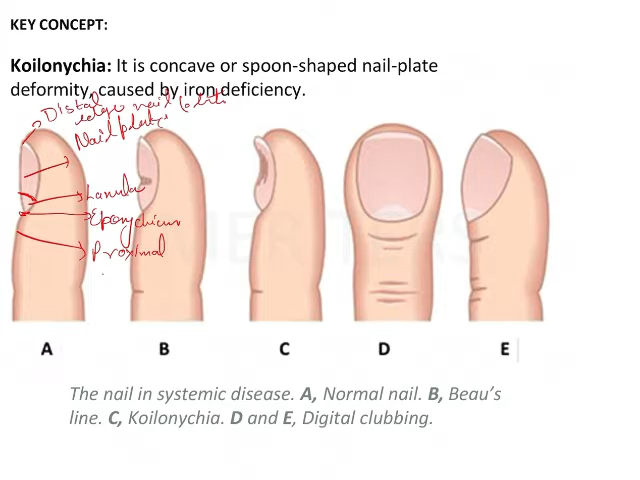 KEY CONCEPT:
Koilonychia: It is concave or spoon-shaped nail-plate
deformity, caused by iron deficiency.
Distal
edge nail
Nail plate
Lanula
Eponychium
Proximal
A B C D E
The nail in systemic disease. A, Normal nail. B, Beau's
line. C, Koilonychia. D and E, Digital clubbing.